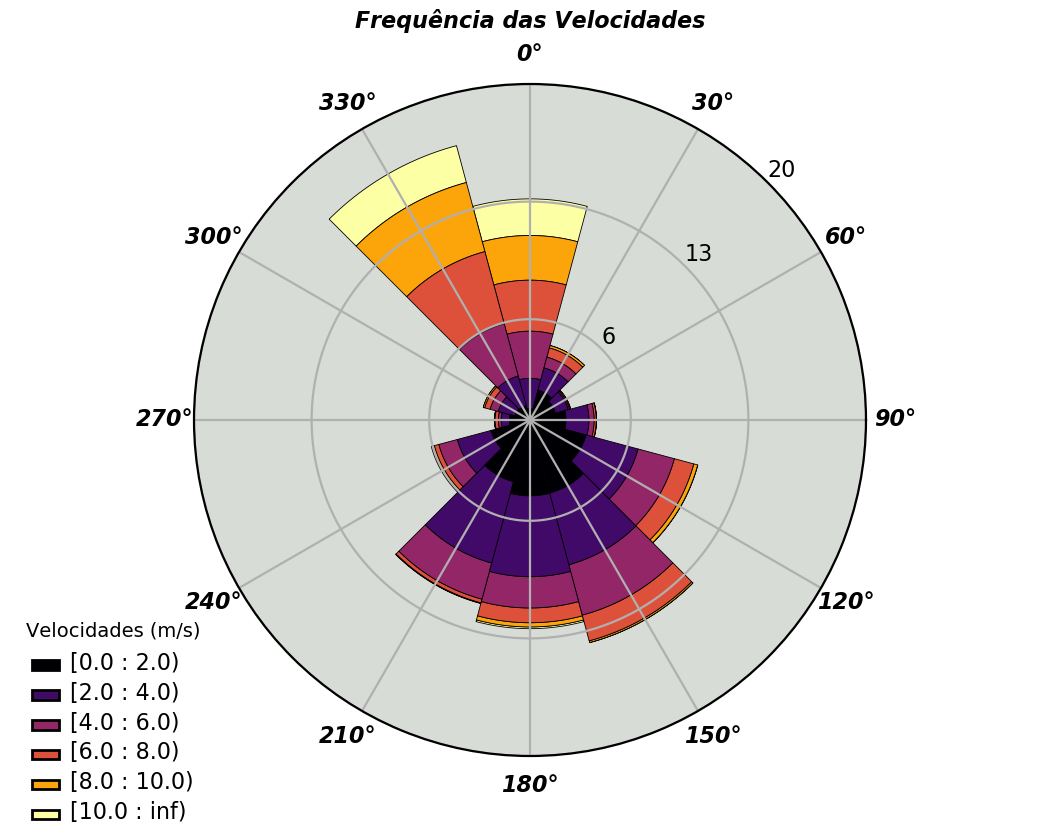 Frequência das Velocidades
0°
330°
30°
20
300°
60°
13
6
270°
90°
240°
120°
210°
150°
180°
Velocidades (m/s)
[0.0 : 2.0)
[2.0 : 4.0)
[4.0 : 6.0)
[6.0 : 8.0)
[8.0 : 10.0)
[10.0 : inf)